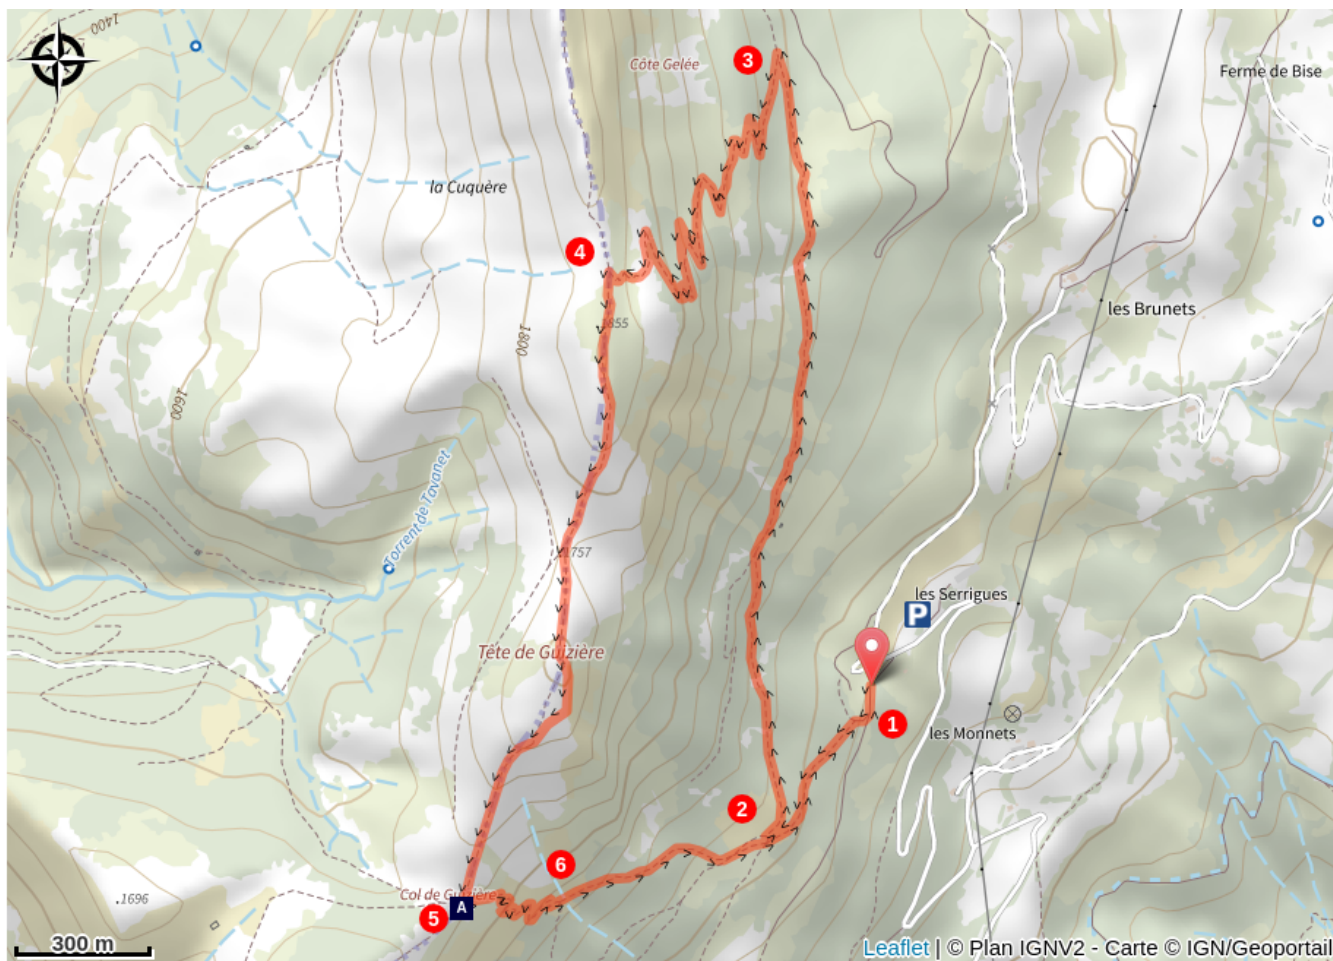 1400
3
Côte Gelée
Ferme de Bise
la Cuquère
4
les Brunets
1855
1800
1600
Torrent de Tavanet
1757
les Serrigues
P
Tête de Guizière
1
les Monnets
2
6
Col de Guizière
.1696
A
5
300 m
Leaflet | © Plan IGNV2 - Carte © IGN/Geoportail